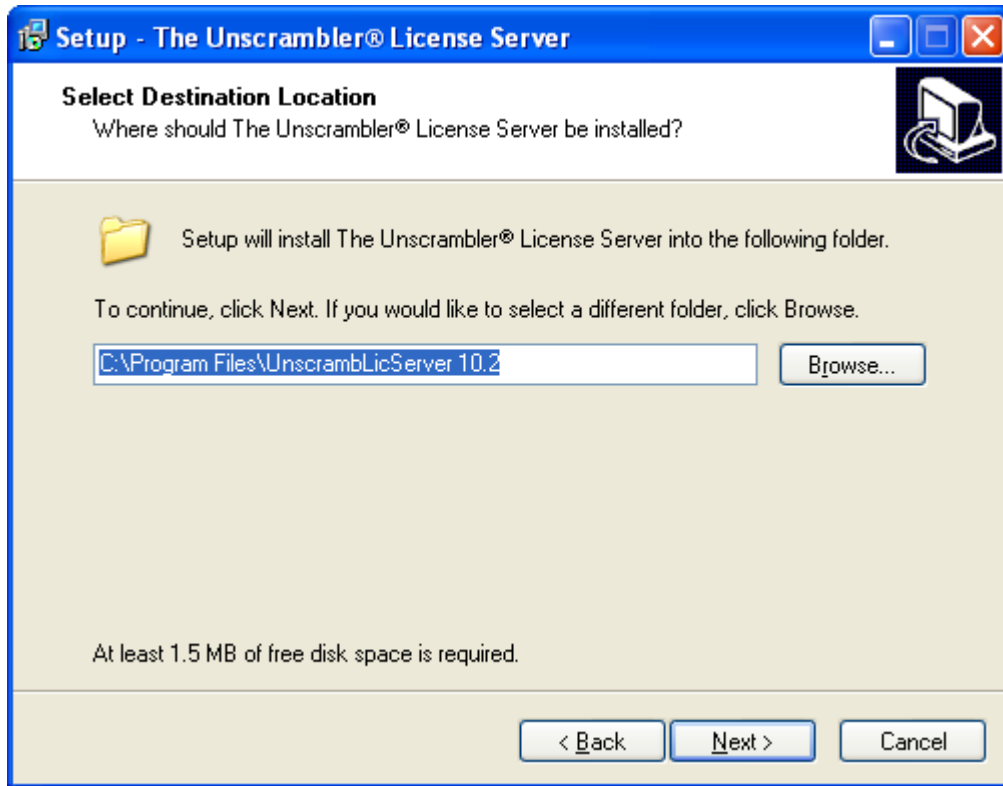 Setup - The Unscrambler® License Server
Select Destination Location
Where should The Unscrambler® License Server be installed?
Setup will install The Unscrambler® License Server into the following folder.
To continue, click Next. If you would like to select a different folder, click Browse.
C:\Program Files\UnscrambLicServer 10.2
Browse...
At least 1.5 MB of free disk space is required.
< Back
Next >
Cancel